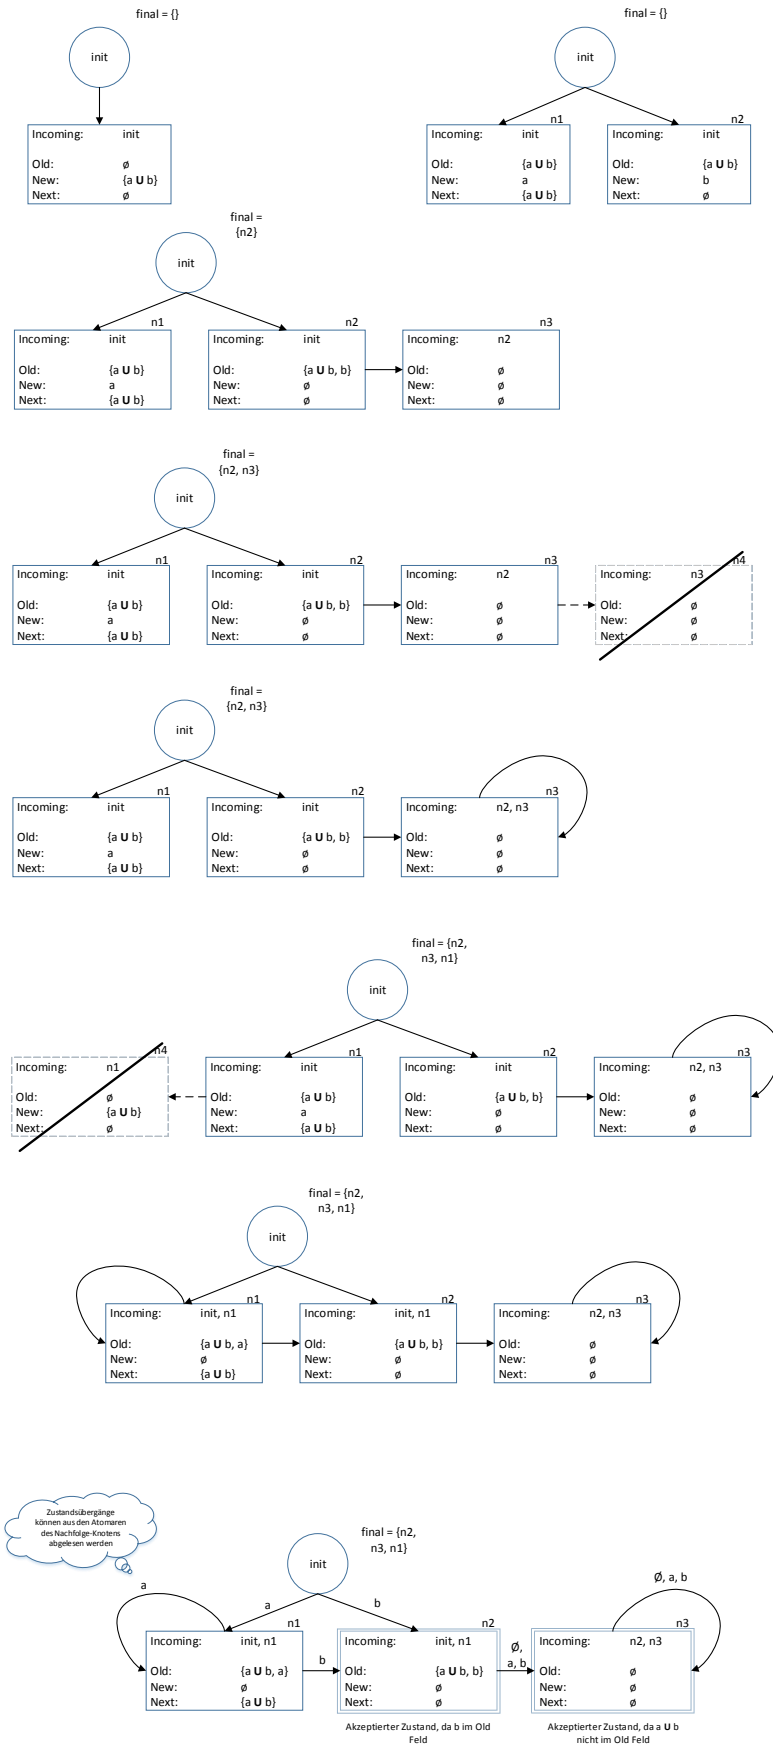 final = {}
init
Incoming: init
Old: ø
New: {a U b}
Next: ø
final = {}
init
n1
Incoming: init
Old: {a U b}
New: a
Next: {a U b}
n2
Incoming: init
Old: {a U b}
New: b
Next: ø
final =
{n2}
init
n1
Incoming: init
Old: {a U b}
New: a
Next: {a U b}
n2
Incoming: init
Old: {a U b, b}
New: ø
Next: ø
n3
Incoming: n2
Old: ø
New: ø
Next: ø
final =
{n2, n3}
init
n1
Incoming: init
Old: {a U b}
New: a
Next: {a U b}
n2
Incoming: init
Old: {a U b, b}
New: ø
Next: ø
n3
Incoming: n2
Old: ø
New: ø
Next: ø
n4
Incoming: n3
Old: ø
New: ø
Next: ø
final =
{n2, n3}
init
n1
Incoming: init
Old: {a U b}
New: a
Next: {a U b}
n2
Incoming: init
Old: {a U b, b}
New: ø
Next: ø
n3
Incoming: n2, n3
Old: ø
New: ø
Next: ø
final = {n2,
n3, n1}
init
n4
Incoming: n1
Old: ø
New: {a U b}
Next: ø
n1
Incoming: init
Old: {a U b}
New: a
Next: {a U b}
n2
Incoming: init
Old: {a U b, b}
New: ø
Next: ø
n3
Incoming: n2, n3
Old: ø
New: ø
Next: ø
final = {n2,
n3, n1}
init
n1
Incoming: init, n1
Old: {a U b, a}
New: ø
Next: {a U b}
n2
Incoming: init, n1
Old: {a U b, b}
New: ø
Next: ø
n3
Incoming: n2, n3
Old: ø
New: ø
Next: ø
Zustandsübergänge
können aus den Atomaren
des Nachfolge-Knotens
abgelesen werden
final = {n2,
n3, n1}
init
a
a
b
n1
Incoming: init, n1
Old: {a U b, a}
New: ø
Next: {a U b}
b
n2
Incoming: init, n1
Old: {a U b, b}
New: ø
Next: ø
Ø,
a, b
Ø, a, b
n3
Incoming: n2, n3
Old: ø
New: ø
Next: ø
Akzeptierter Zustand, da b im Old
Feld
Akzeptierter Zustand, da a U b
nicht im Old Feld